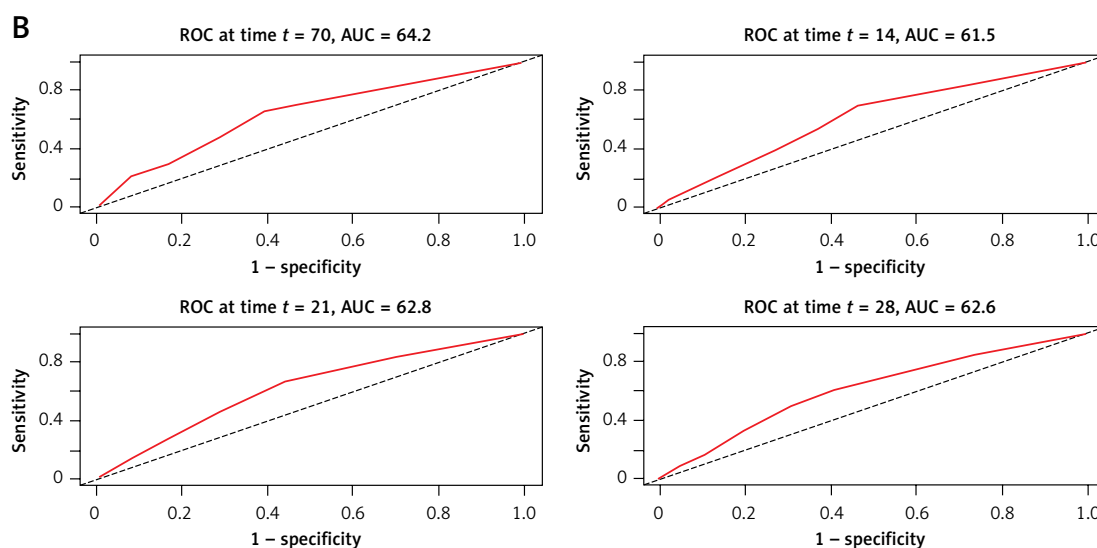 B
ROC at time t = 70, AUC = 64.2
Sensitivity
0.8
0.4
0
0 0.2 0.4 0.6 0.8 1.0
1 – specificity
ROC at time t = 14, AUC = 61.5
Sensitivity
0.8
0.4
0
0 0.2 0.4 0.6 0.8 1.0
1 – specificity
ROC at time t = 21, AUC = 62.8
Sensitivity
0.8
0.4
0
0 0.2 0.4 0.6 0.8 1.0
1 – specificity
ROC at time t = 28, AUC = 62.6
Sensitivity
0.8
0.4
0
0 0.2 0.4 0.6 0.8 1.0
1 – specificity